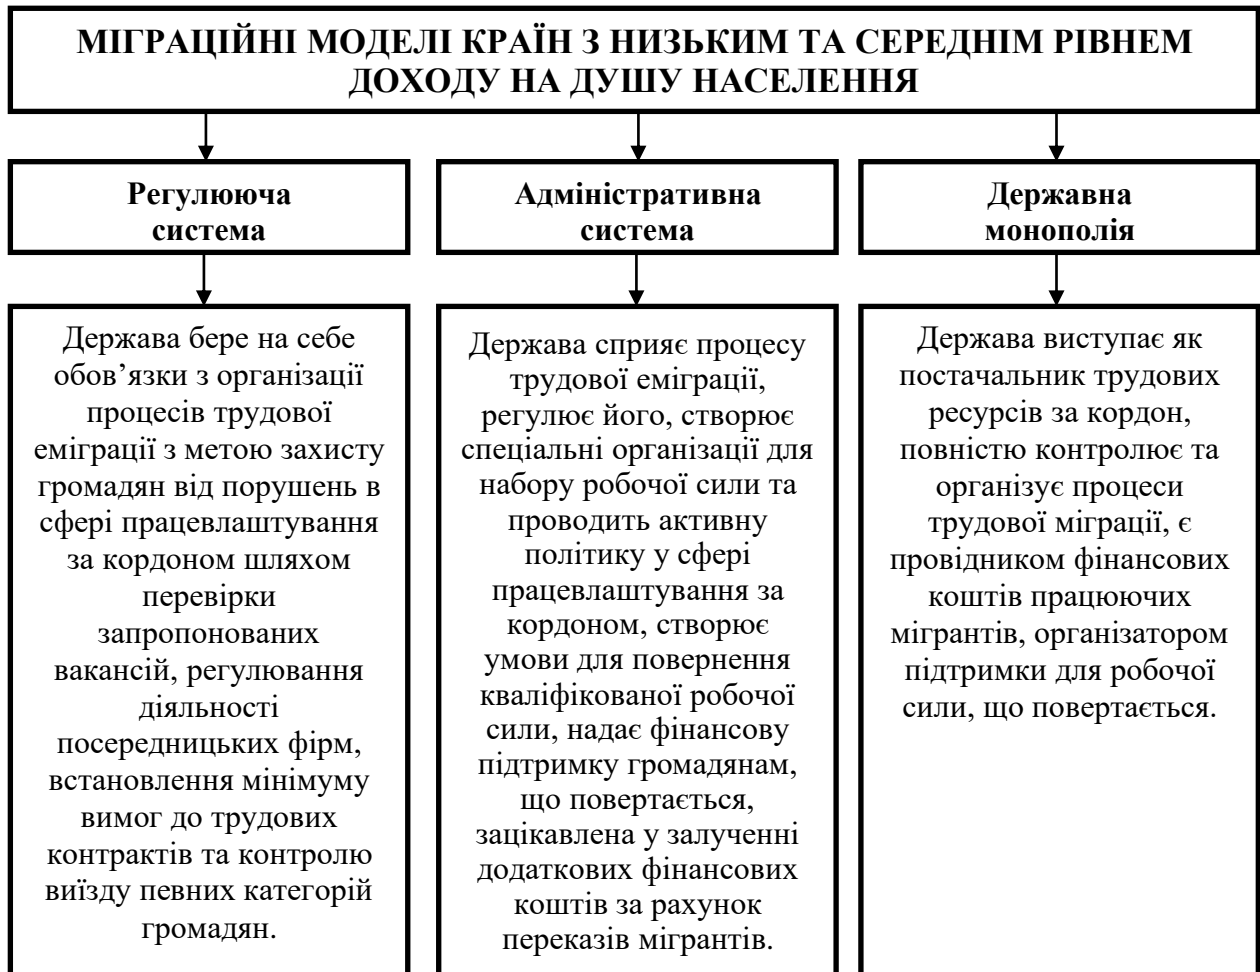 МІГРАЦІЙНІ МОДЕЛІ КРАЇН З НИЗЬКИМ ТА СЕРЕДНІМ РІВНЕМ
ДОХОДУ НА ДУШУ НАСЕЛЕННЯ
Регулююча
система
Адміністративна
система
Державна
монополія
Держава бере на себе
обов’язки з організації
процесів трудової
еміграції з метою захисту
громадян від порушень в
сфері працевлаштування
за кордоном шляхом
перевірки
запропонованих
вакансій, регулювання
діяльності
посередницьких фірм,
встановлення мінімуму
вимог до трудових
контрактів та контролю
виїзду певних категорій
громадян.
Держава сприяє процесу
трудової еміграції,
регулює його, створює
спеціальні організації для
набору робочої сили та
проводить активну
політику у сфері
працевлаштування за
кордоном, створює
умови для повернення
кваліфікованої робочої
сили, надає фінансову
підтримку громадянам,
що повертається,
зацікавлена у залученні
додаткових фінансових
коштів за рахунок
переказів мігрантів.
Держава виступає як
постачальник трудових
ресурсів за кордон,
повністю контролює та
організує процеси
трудової міграції, є
провідником фінансових
коштів працюючих
мігрантів, організатором
підтримки для робочої
сили, що повертається.